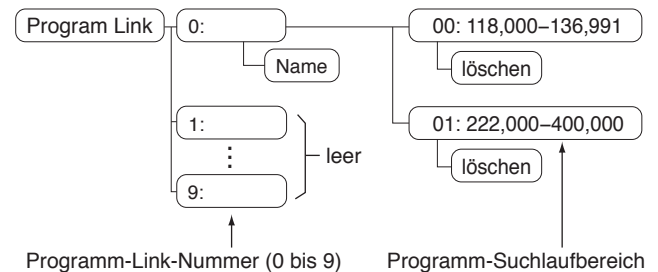 Program Link
0:
00: 118,000–136,991
Name
löschen
1:
01: 222,000–400,000
⋮
leer
löschen
9:
Programm-Link-Nummer (0 bis 9)
Programm-Suchlaufbereich